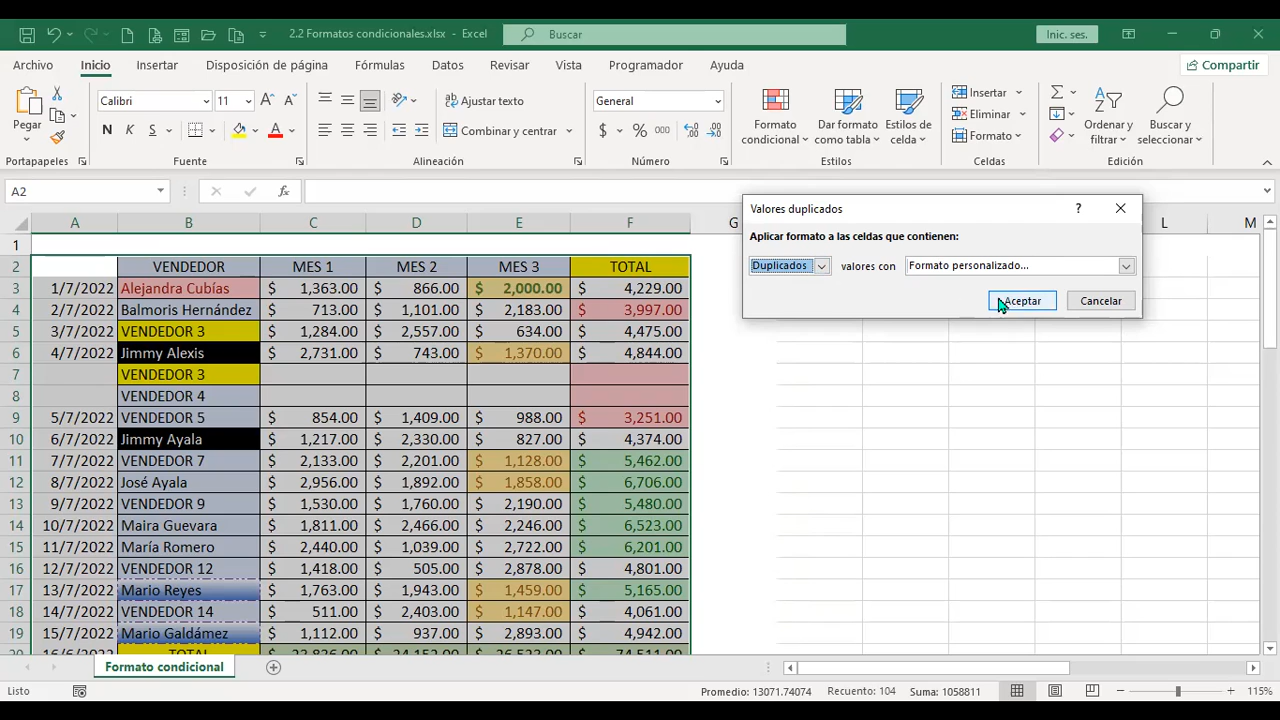 2.2 Formatos condicionales.xlsx - Excel
Buscar
Inic. ses.
Archivo Inicio Insertar Disposición de página Fórmulas Datos Revisar Vista Programador Ayuda Compartir
Pegar
Portapapeles
Calibri 11
N K S
Fuente
Ajustar texto
Combinar y centrar
Alineación
General
$ % 000
Número
Formato condicional
Dar formato como tabla
Estilos de celda
Estilos
Insertar
Eliminar
Formato
Celdas
Ordenar y filtrar
Buscar y seleccionar
Edición
A2
fx
Valores duplicados ?
Aplicar formato a las celdas que contienen:
Duplicados valores con Formato personalizado...
Aceptar Cancelar
A B C D E F G L M
1
2 VENDEDOR MES 1 MES 2 MES 3 TOTAL
3 1/7/2022 Alejandra Cubías $ 1,363.00 $ 866.00 $ 2,000.00 $ 4,229.00
4 2/7/2022 Balmoris Hernández $ 713.00 $ 1,101.00 $ 2,183.00 $ 3,997.00
5 3/7/2022 VENDEDOR 3 $ 1,284.00 $ 2,557.00 $ 634.00 $ 4,475.00
6 4/7/2022 Jimmy Alexis $ 2,731.00 $ 743.00 $ 1,370.00 $ 4,844.00
7 VENDEDOR 3
8 VENDEDOR 4
9 5/7/2022 VENDEDOR 5 $ 854.00 $ 1,409.00 $ 988.00 $ 3,251.00
10 6/7/2022 Jimmy Ayala $ 1,217.00 $ 2,330.00 $ 827.00 $ 4,374.00
11 7/7/2022 VENDEDOR 7 $ 2,133.00 $ 2,201.00 $ 1,128.00 $ 5,462.00
12 8/7/2022 José Ayala $ 2,956.00 $ 1,892.00 $ 1,858.00 $ 6,706.00
13 9/7/2022 VENDEDOR 9 $ 1,530.00 $ 1,760.00 $ 2,190.00 $ 5,480.00
14 10/7/2022 Maira Guevara $ 1,811.00 $ 2,466.00 $ 2,246.00 $ 6,523.00
15 11/7/2022 María Romero $ 2,440.00 $ 1,039.00 $ 2,722.00 $ 6,201.00
16 12/7/2022 VENDEDOR 12 $ 1,418.00 $ 505.00 $ 2,878.00 $ 4,801.00
17 13/7/2022 Mario Reyes $ 1,763.00 $ 1,943.00 $ 1,459.00 $ 5,165.00
18 14/7/2022 VENDEDOR 14 $ 511.00 $ 2,403.00 $ 1,147.00 $ 4,061.00
19 15/7/2022 Mario Galdámez $ 1,112.00 $ 937.00 $ 2,893.00 $ 4,942.00
TOTAL
Formato condicional
Listo Promedio: 13071.74074 Recuento: 104 Suma: 1058811 115%